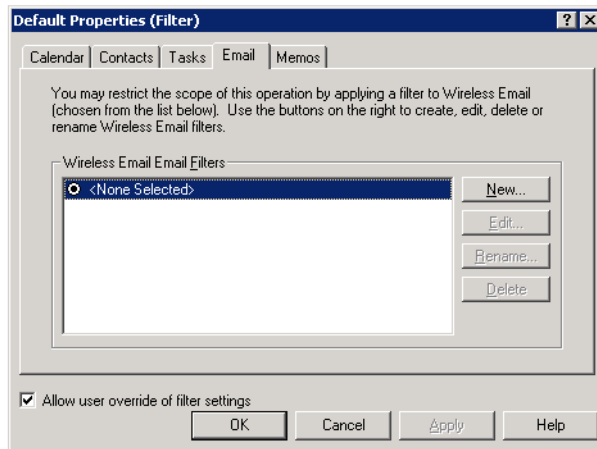 Default Properties (Filter)
Calendar Contacts Tasks Email Memos
You may restrict the scope of this operation by applying a filter to Wireless Email
(chosen from the list below).  Use the buttons on the right to create, edit, delete or
rename Wireless Email filters.
Wireless Email Email Filters
<None Selected>
New...
Edit...
Rename...
Delete
Allow user override of filter settings
OK Cancel Apply Help